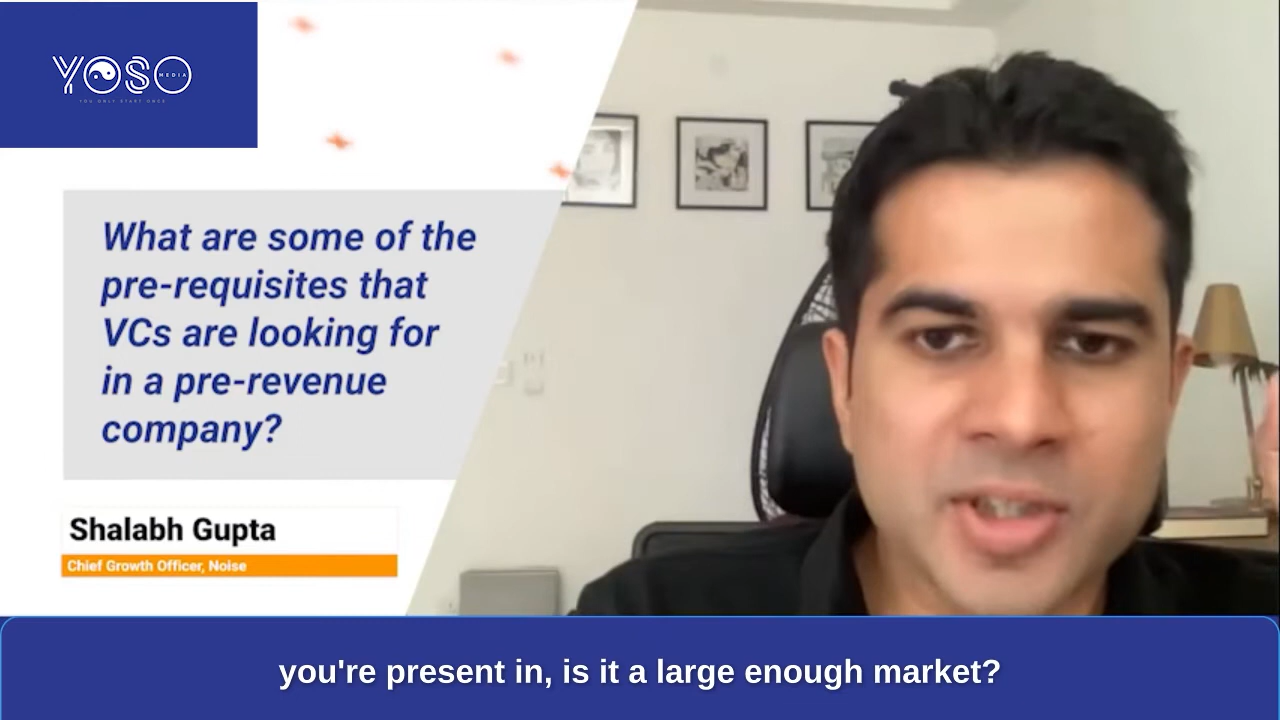 YOSO
MEDIA
YOU ONLY START ONCE
What are some of the
pre-requisites that
VCs are looking for
in a pre-revenue
company?
Shalabh Gupta
Chief Growth Officer, Noise
you're present in, is it a large enough market?